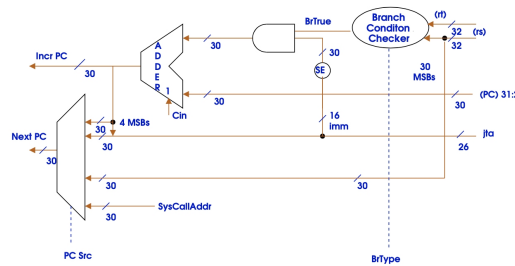 Branch
Conditon
Checker
(rt)
32
(rs)
32
BrTrue
A
D
D
E
R
1
30
30
SE
30
MSBs
Incr PC
30
30
(PC) 31:
Cin
16
imm
4 MSBs
30
30
jta
26
Next PC
30
30
30
SysCallAddr
30
PC Src
BrType